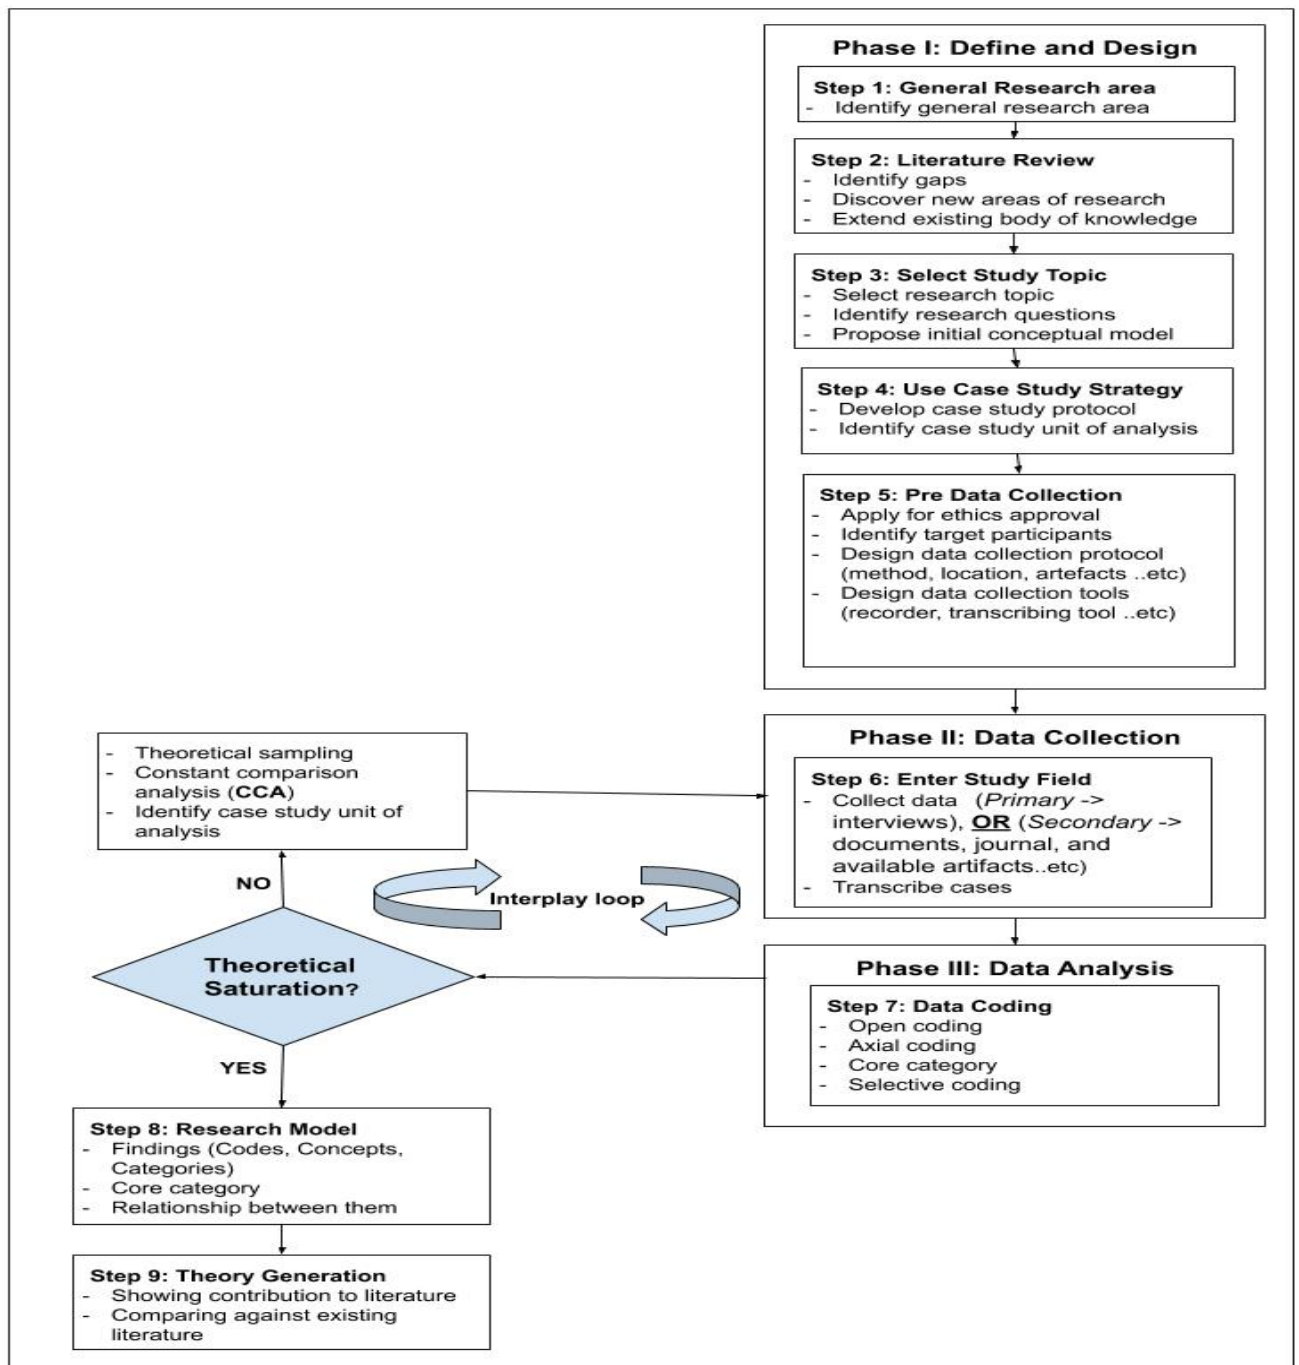 Phase I: Define and Design
Step 1: General Research area
- Identify general research area
Step 2: Literature Review
- Identify gaps
- Discover new areas of research
- Extend existing body of knowledge
Step 3: Select Study Topic
- Select research topic
- Identify research questions
- Propose initial conceptual model
Step 4: Use Case Study Strategy
- Develop case study protocol
- Identify case study unit of analysis
Step 5: Pre Data Collection
- Apply for ethics approval
- Identify target participants
- Design data collection protocol
(method, location, artefacts ..etc)
- Design data collection tools
(recorder, transcribing tool ..etc)
Phase II: Data Collection
Step 6: Enter Study Field
- Collect data (Primary ->
interviews), OR (Secondary ->
documents, journal, and
available artifacts..etc)
- Transcribe cases
Phase III: Data Analysis
Step 7: Data Coding
- Open coding
- Axial coding
- Core category
- Selective coding
- Theoretical sampling
- Constant comparison
analysis (CCA)
- Identify case study unit of
analysis
NO
Interplay loop
Theoretical
Saturation?
YES
Step 8: Research Model
- Findings (Codes, Concepts,
Categories)
- Core category
- Relationship between them
Step 9: Theory Generation
- Showing contribution to literature
- Comparing against existing
literature